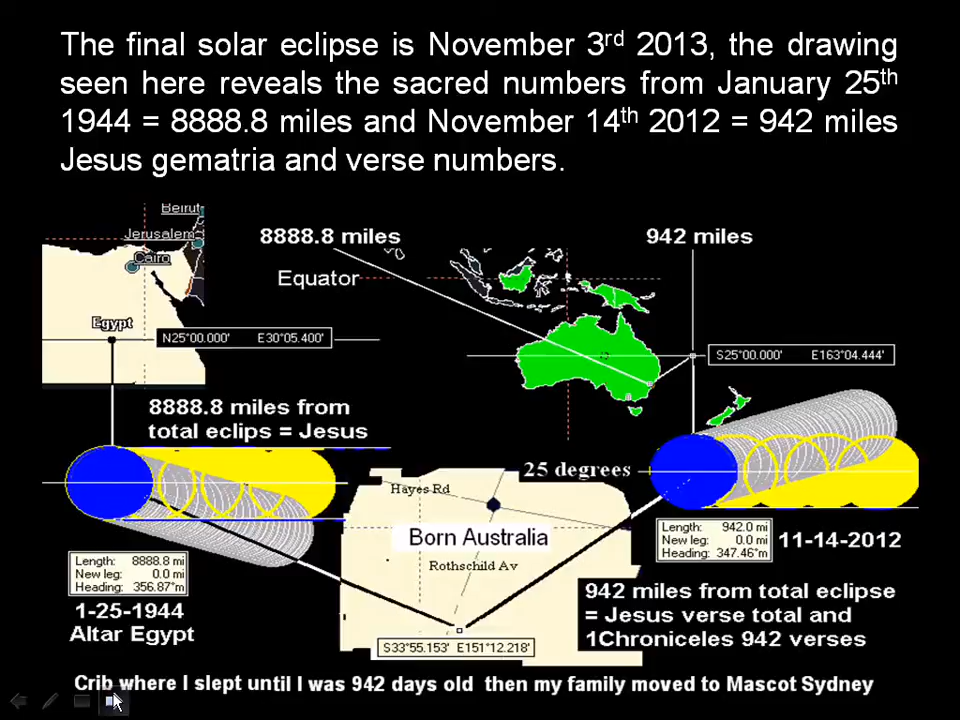 The final solar eclipse is November 3rd 2013, the drawing
seen here reveals the sacred numbers from January 25th
1944 = 8888.8 miles and November 14th 2012 = 942 miles
Jesus gematria and verse numbers.
Beirut
Jerusalem
Cairo
8888.8 miles
942 miles
Equator
Egypt
N25°00.000' E30°05.400'
S25°00.000' E163°04.444'
8888.8 miles from
total eclips = Jesus
25 degrees
Hayes Rd
Born Australia
Rothschild Av
Length: 942.0 mi
New leg: 0.0 mi
Heading: 347.46°m
11-14-2012
Length: 8888.8 mi
New leg: 0.0 mi
Heading: 356.87°m
1-25-1944
Altar Egypt
942 miles from total eclipse
= Jesus verse total and
1Chroniceles 942 verses
S33°55.153' E151°12.218'
Crib where I slept until I was 942 days old then my family moved to Mascot Sydney